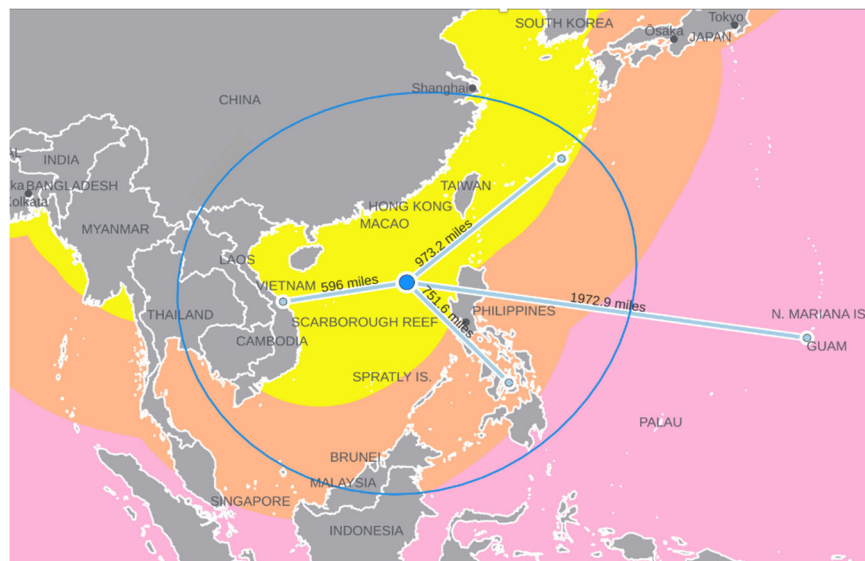 SOUTH KOREA
Tokyo
Ōsaka
JAPAN
Shanghai
CHINA
INDIA
BANGLADESH
Kolkata
TAIWAN
HONG KONG
MACAO
MYANMAR
973.2 miles
LAOS
VIETNAM
596 miles
751.6 miles
1972.9 miles
THAILAND
SCARBOROUGH REEF
PHILIPPINES
N. MARIANA IS
CAMBODIA
GUAM
SPRATLY IS.
PALAU
BRUNEI
MALAYSIA
SINGAPORE
INDONESIA